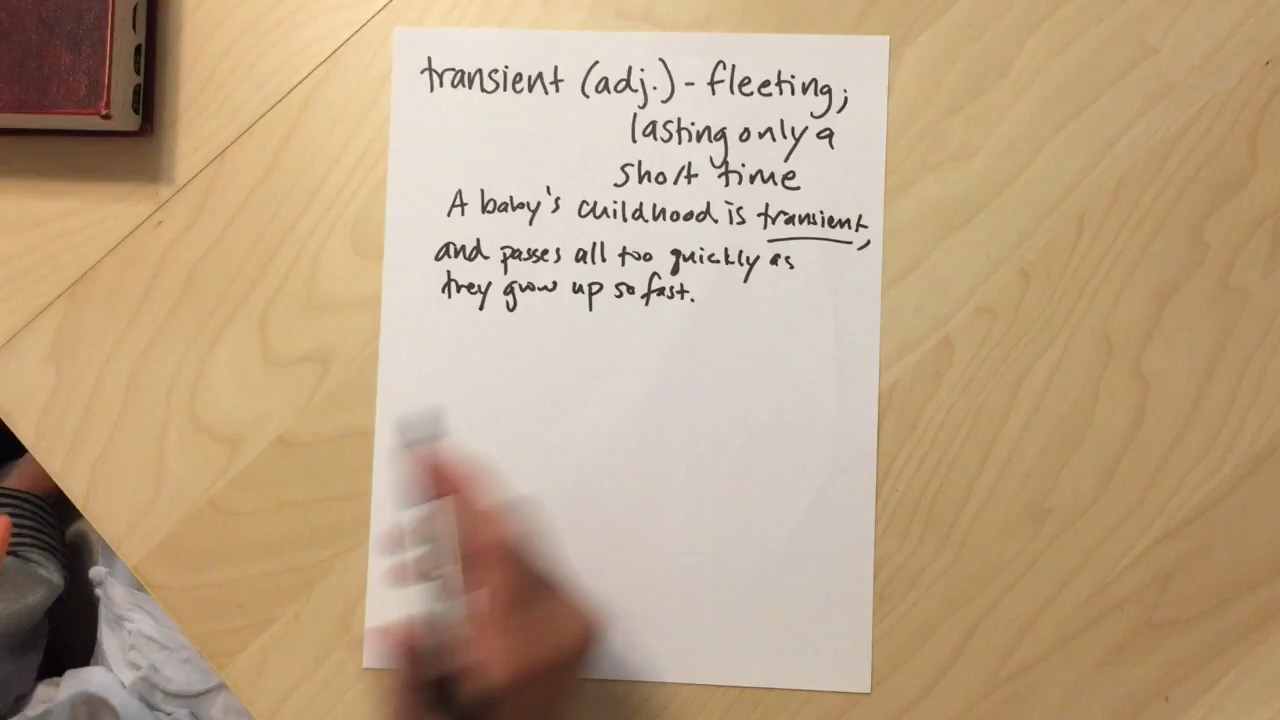 transient (adj.) - fleeting;
lasting only a
short time
A baby's childhood is transient,
and passes all too quickly as
they grow up so fast.